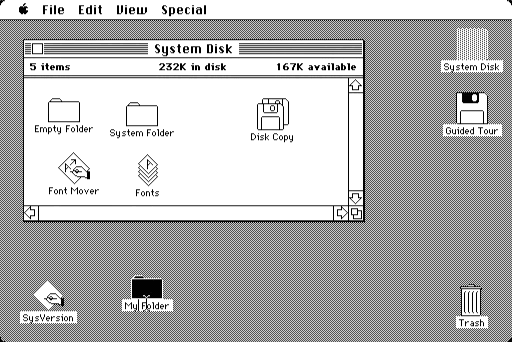 File Edit View Special
System Disk
5 items 232K in disk 167K available
Empty Folder System Folder Disk Copy
Font Mover Fonts
System Disk
Guided Tour
SysVersion
My Folder
Trash